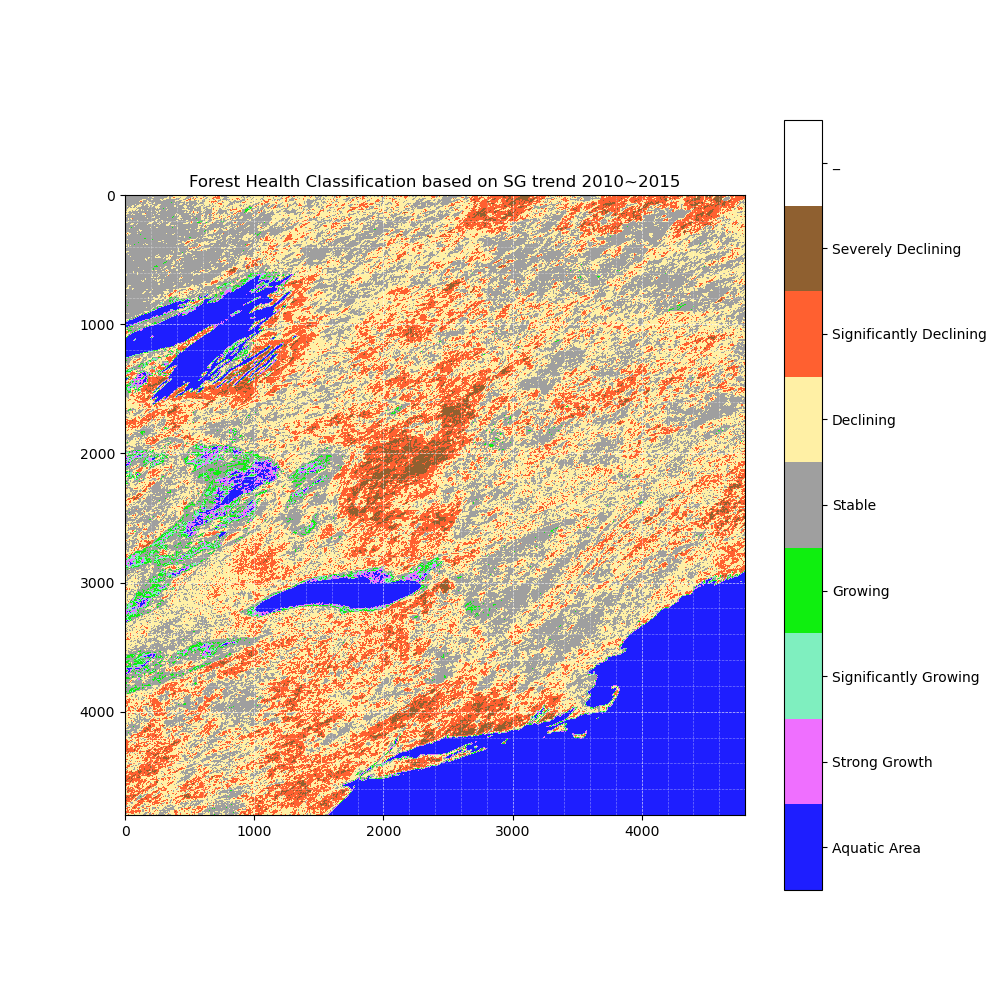 Forest Health Classification based on SG trend 2010~2015
0
1000
2000
3000
4000
0
1000
2000
3000
4000
_
Severely Declining
Significantly Declining
Declining
Stable
Growing
Significantly Growing
Strong Growth
Aquatic Area